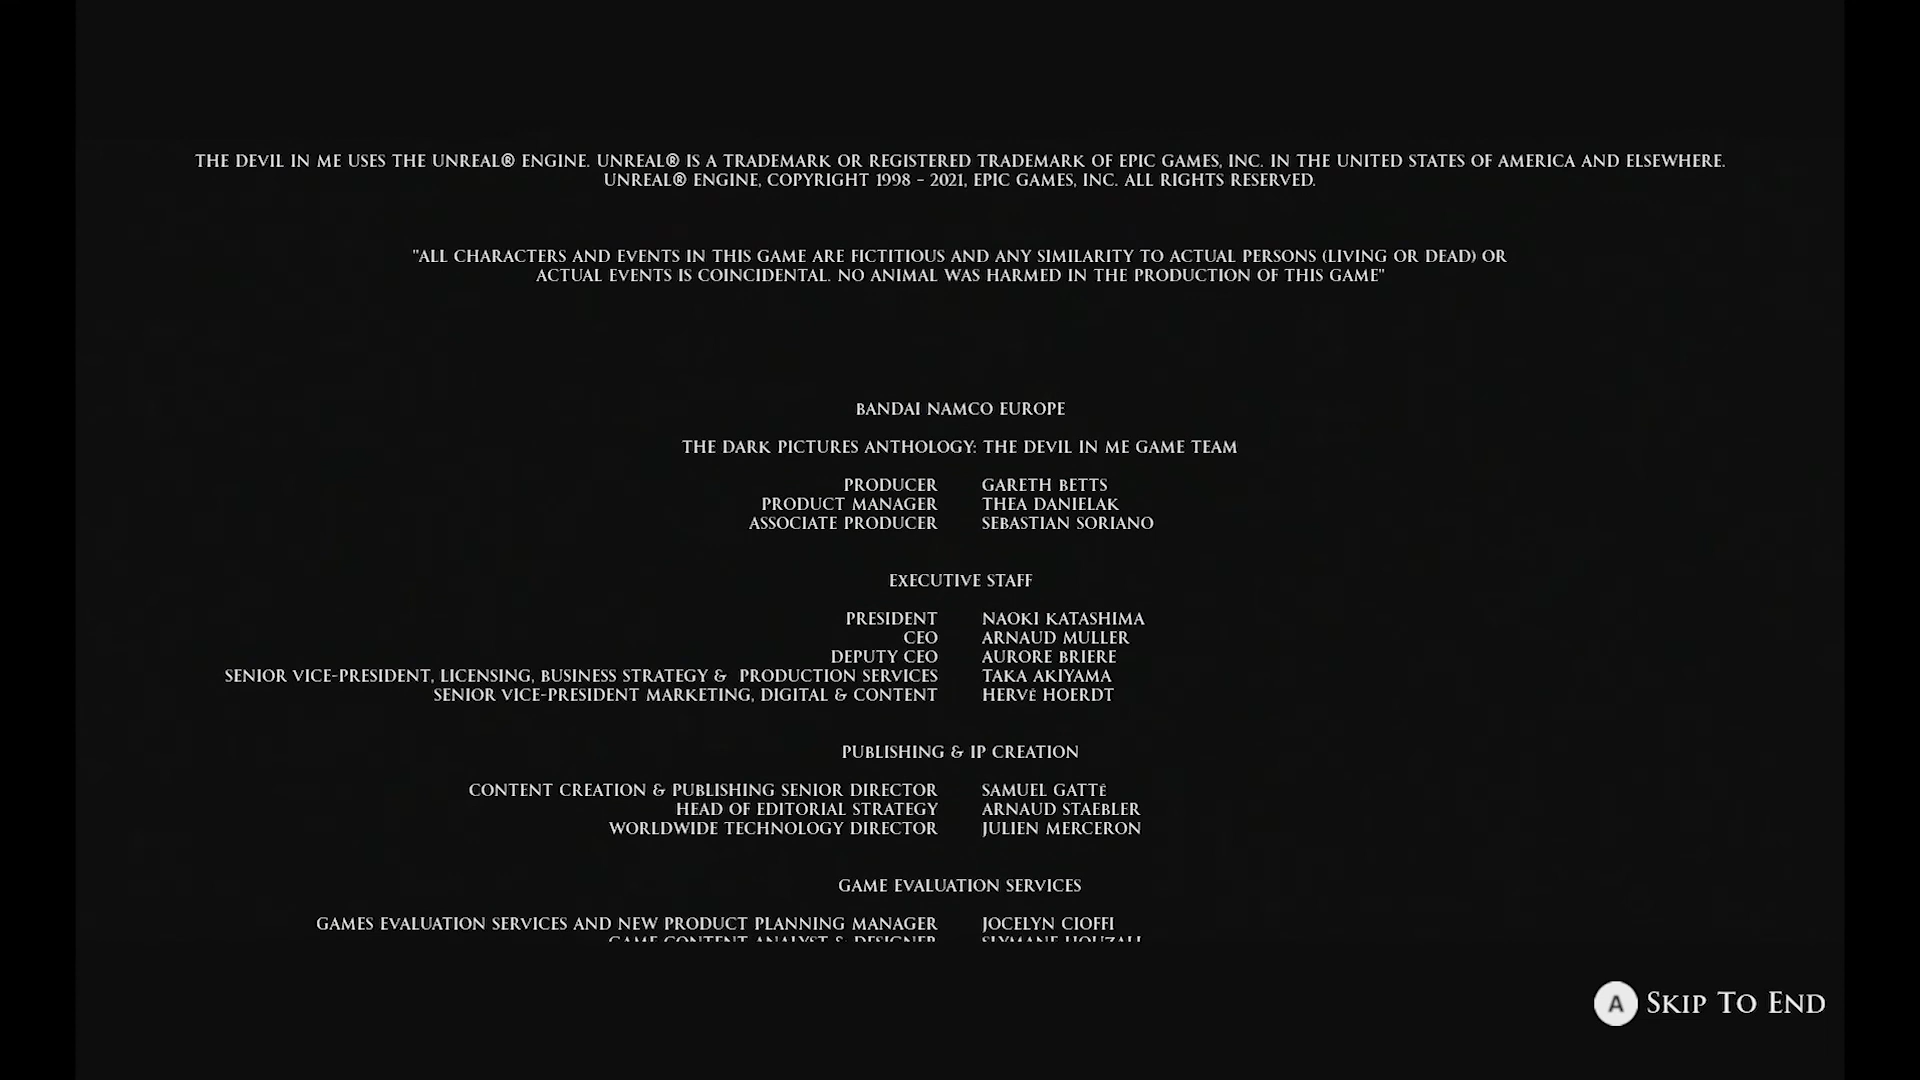 THE DEVIL IN ME USES THE UNREAL® ENGINE. UNREAL® IS A TRADEMARK OR REGISTERED TRADEMARK OF EPIC GAMES, INC. IN THE UNITED STATES OF AMERICA AND ELSEWHERE.
UNREAL® ENGINE, COPYRIGHT 1998 – 2021, EPIC GAMES, INC. ALL RIGHTS RESERVED.
"ALL CHARACTERS AND EVENTS IN THIS GAME ARE FICTITIOUS AND ANY SIMILARITY TO ACTUAL PERSONS (LIVING OR DEAD) OR
ACTUAL EVENTS IS COINCIDENTAL. NO ANIMAL WAS HARMED IN THE PRODUCTION OF THIS GAME"
BANDAI NAMCO EUROPE
THE DARK PICTURES ANTHOLOGY: THE DEVIL IN ME GAME TEAM
PRODUCER GARETH BETTS
PRODUCT MANAGER THEA DANIELAK
ASSOCIATE PRODUCER SEBASTIAN SORIANO
EXECUTIVE STAFF
PRESIDENT NAOKI KATASHIMA
CEO ARNAUD MULLER
DEPUTY CEO AURORE BRIERE
SENIOR VICE-PRESIDENT, LICENSING, BUSINESS STRATEGY & PRODUCTION SERVICES TAKA AKIYAMA
SENIOR VICE-PRESIDENT MARKETING, DIGITAL & CONTENT HERVÉ HOERDT
PUBLISHING & IP CREATION
CONTENT CREATION & PUBLISHING SENIOR DIRECTOR SAMUEL GATTÉ
HEAD OF EDITORIAL STRATEGY ARNAUD STAEBLER
WORLDWIDE TECHNOLOGY DIRECTOR JULIEN MERCERON
GAME EVALUATION SERVICES
GAMES EVALUATION SERVICES AND NEW PRODUCT PLANNING MANAGER JOCELYN CIOFFI
GAME CONTENT ANALYST & DESIGNER
A SKIP TO END